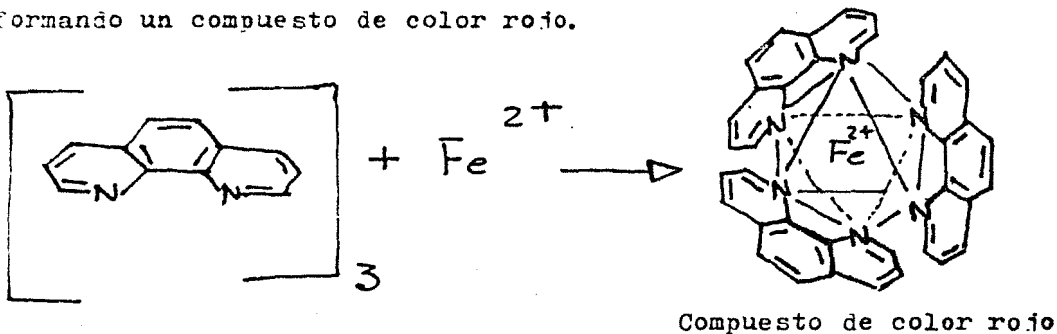 formando un compuesto de color rojo.
N N
3
+ Fe 2+
N
N N
Fe 2+
N N
N
Compuesto de color rojo